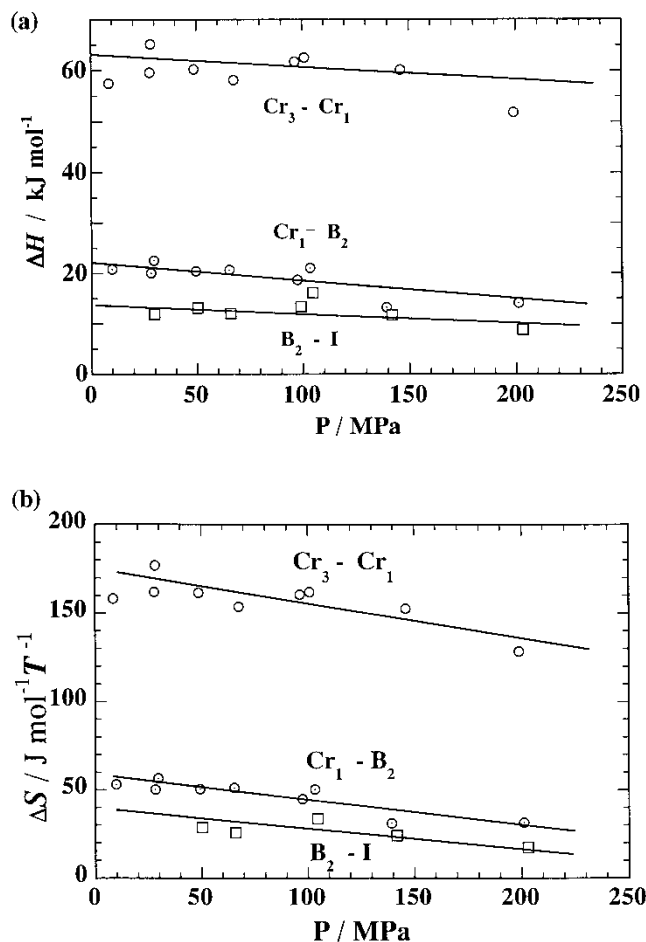 (a)
60
40
20
0
ΔH / kJ mol⁻¹
Cr₃ - Cr₁
Cr₁ - B₂
B₂ - I
0 50 100 150 200 250
P / MPa
(b)
200
150
100
50
0
ΔS / J mol⁻¹T⁻¹
Cr₃ - Cr₁
Cr₁ - B₂
B₂ - I
0 50 100 150 200 250
P / MPa